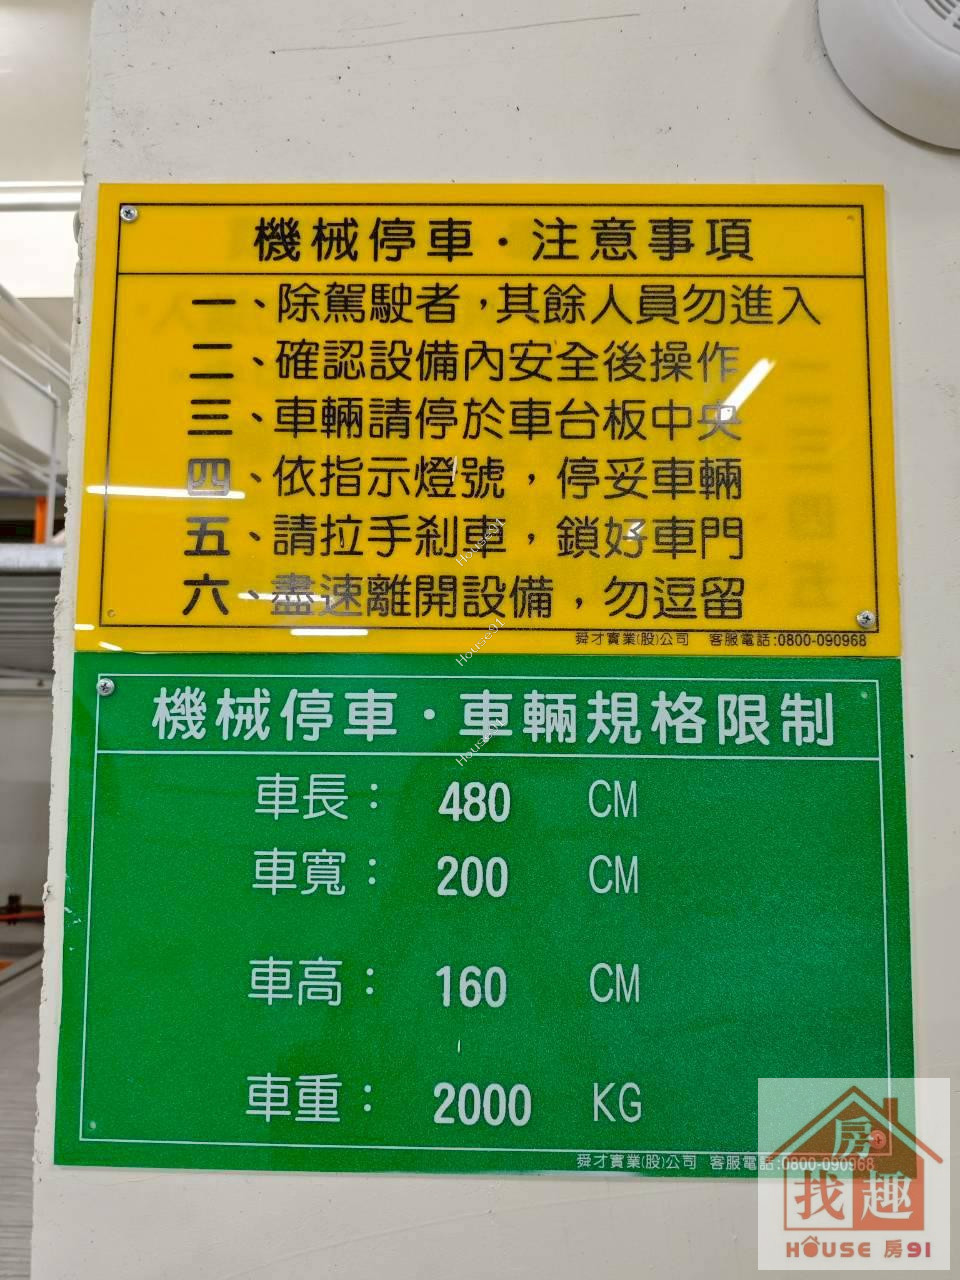 機械停車・注意事項
一、除駕駛者，其餘人員勿進入
二、確認設備內安全後操作
三、車輛請停於車台板中央
四、依指示燈號，停妥車輛
五、請拉手剎車，鎖好車門
六、盡速離開設備，勿逗留
舜才實業(股)公司 客服電話:0800-090968
機械停車・車輛規格限制
車長： 480 CM
車寬： 200 CM
車高： 160 CM
車重： 2000 KG
舜才實業(股)公司 客服電話:0800-090968
House91
House91
House91
房
找趣
HOUSE 房91